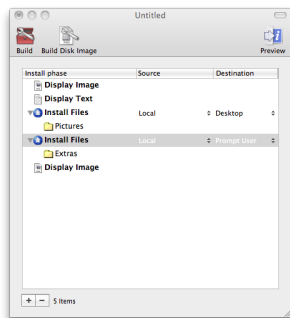 Untitled
Build Build Disk Image Preview
Install phase Source Destination
Display Image
Display Text
Install Files Local Desktop
Pictures
Install Files Local Prompt User
Extras
Display Image
+ − 5 items